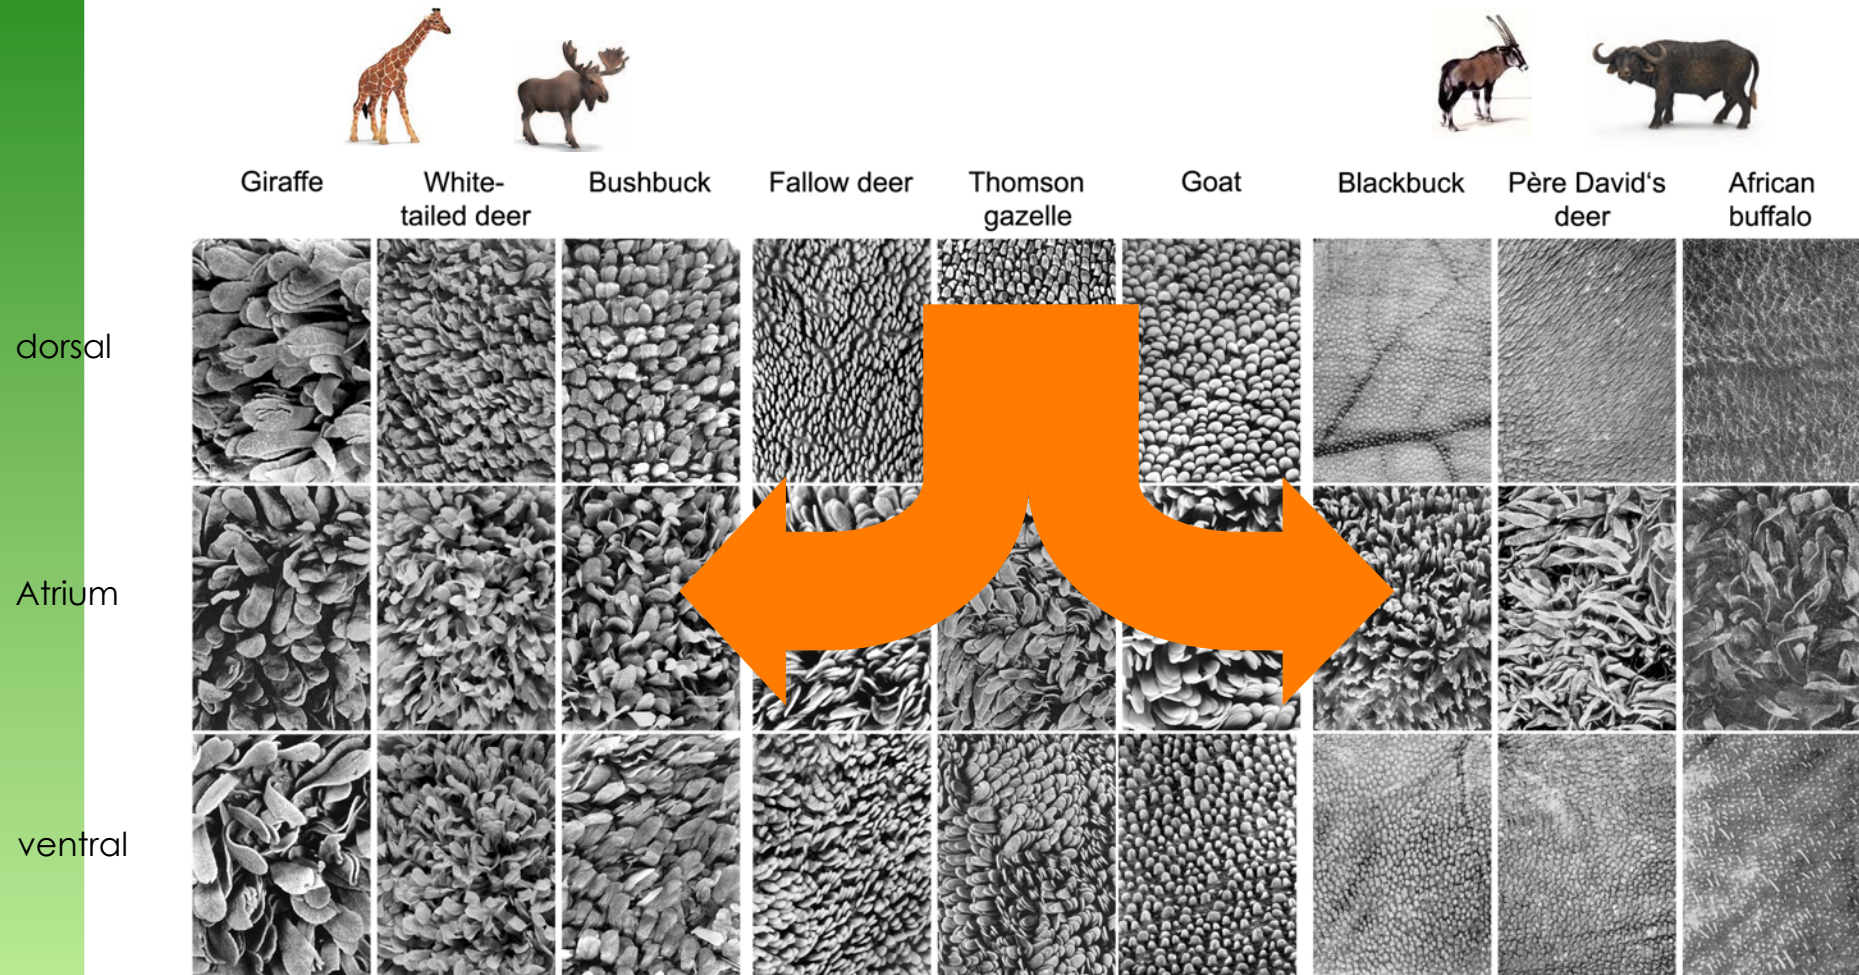 Giraffe
White-
tailed deer
Bushbuck
Fallow deer
Thomson
gazelle
Goat
Blackbuck
Père David‘s
deer
African
buffalo
dorsal
Atrium
ventral